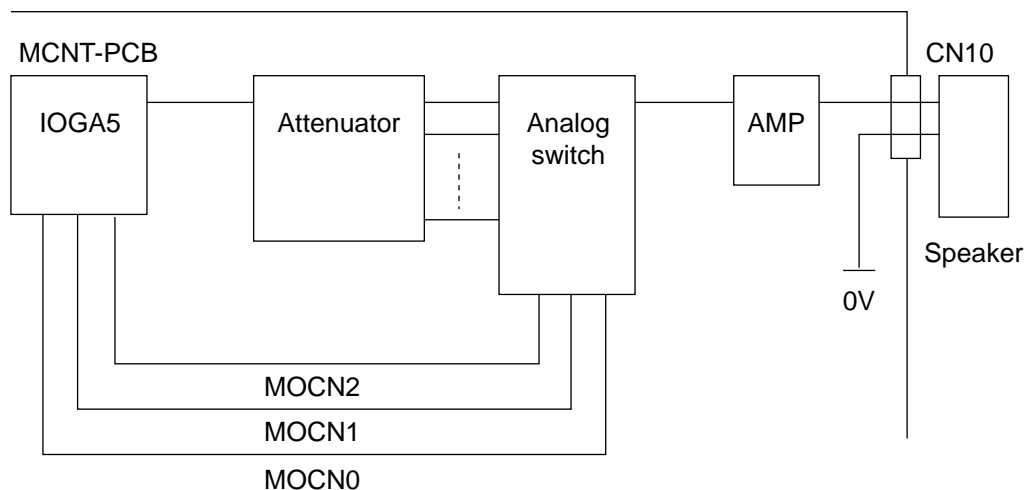 MCNT-PCB
CN10
IOGA5
Attenuator
Analog
switch
AMP
Speaker
0V
MOCN2
MOCN1
MOCN0